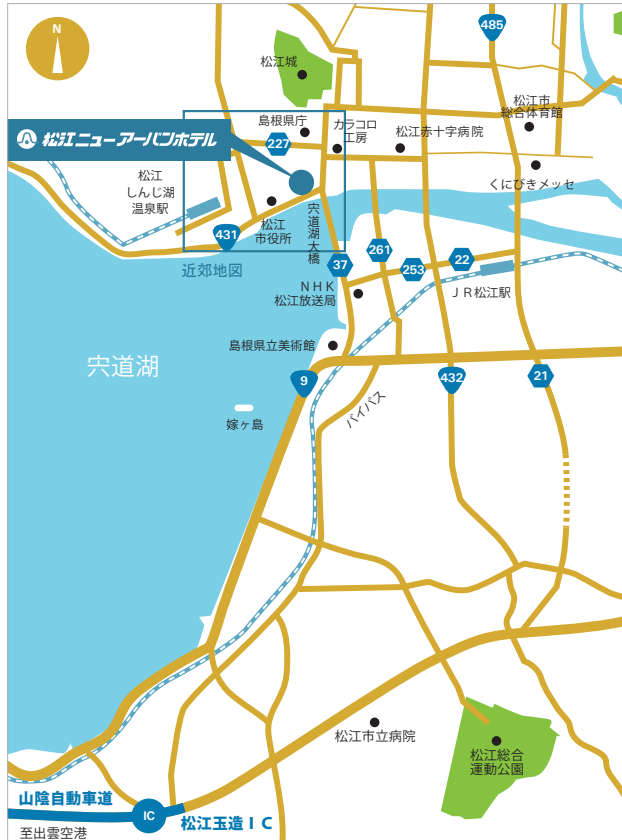 N
485
松江城
松江市
総合体育館
島根県庁
カラコロ
工房
松江赤十字病院
松江ニューアーバンホテル
227
松江
しんじ湖
温泉駅
くにびきメッセ
松江
市役所
宍道湖大橋
431
261
近郊地図
37
253
22
NHK
松江放送局
JR松江駅
島根県立美術館
宍道湖
9
432
21
嫁ヶ島
バイパス
松江市立病院
松江総合
運動公園
山陰自動車道
IC
松江玉造IC
至出雲空港